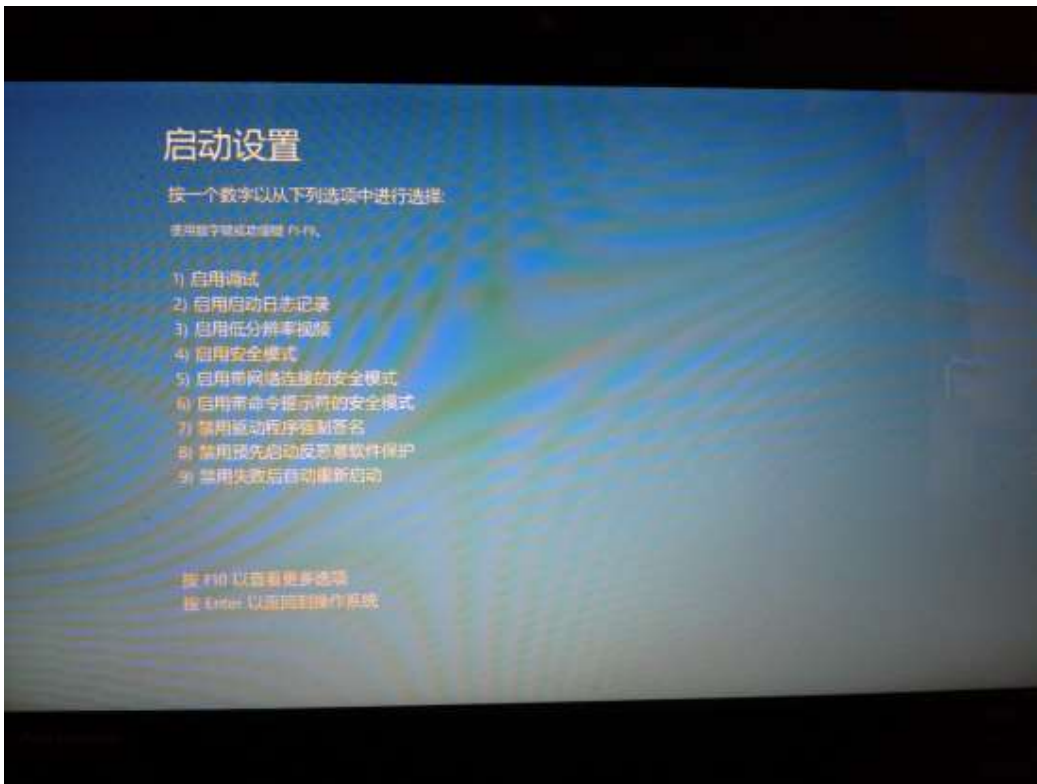 启动设置
按一个数字以从下列选项中进行选择:
使用数字键或功能键 F1-F9。
1) 启用调试
2) 启用启动日志记录
3) 启用低分辨率视频
4) 启用安全模式
5) 启用带网络连接的安全模式
6) 启用带命令提示符的安全模式
7) 禁用驱动程序强制签名
8) 禁用预先启动反恶意软件保护
9) 禁用失败后自动重新启动
按 F10 以查看更多选项
按 Enter 以返回到操作系统